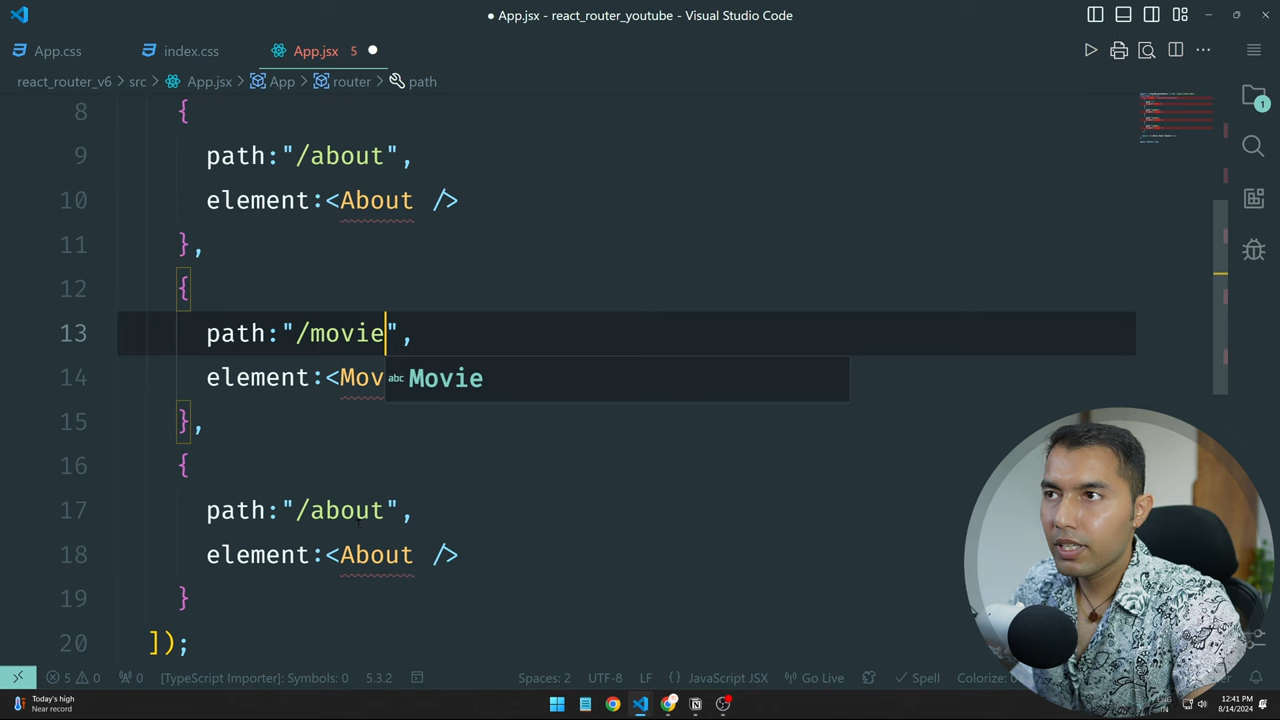 App.jsx - react_router_youtube - Visual Studio Code
App.css
index.css
App.jsx 5
react_router_v6 > src > App.jsx > App > router > path
8 {
9 path:"/about",
10 element:<About />
11 },
12 {
13 path:"/movie",
14 element:<Mov
abc Movie
15 },
16 {
17 path:"/about",
18 element:<About />
19 }
20 ]);
1
5 0 0 [TypeScript Importer]: Symbols: 0 5.3.2 Spaces: 2 UTF-8 LF { } JavaScript JSX Go Live Spell Colorize: 0
Today's high
Near record
IN
12:41 PM
8/14/2024